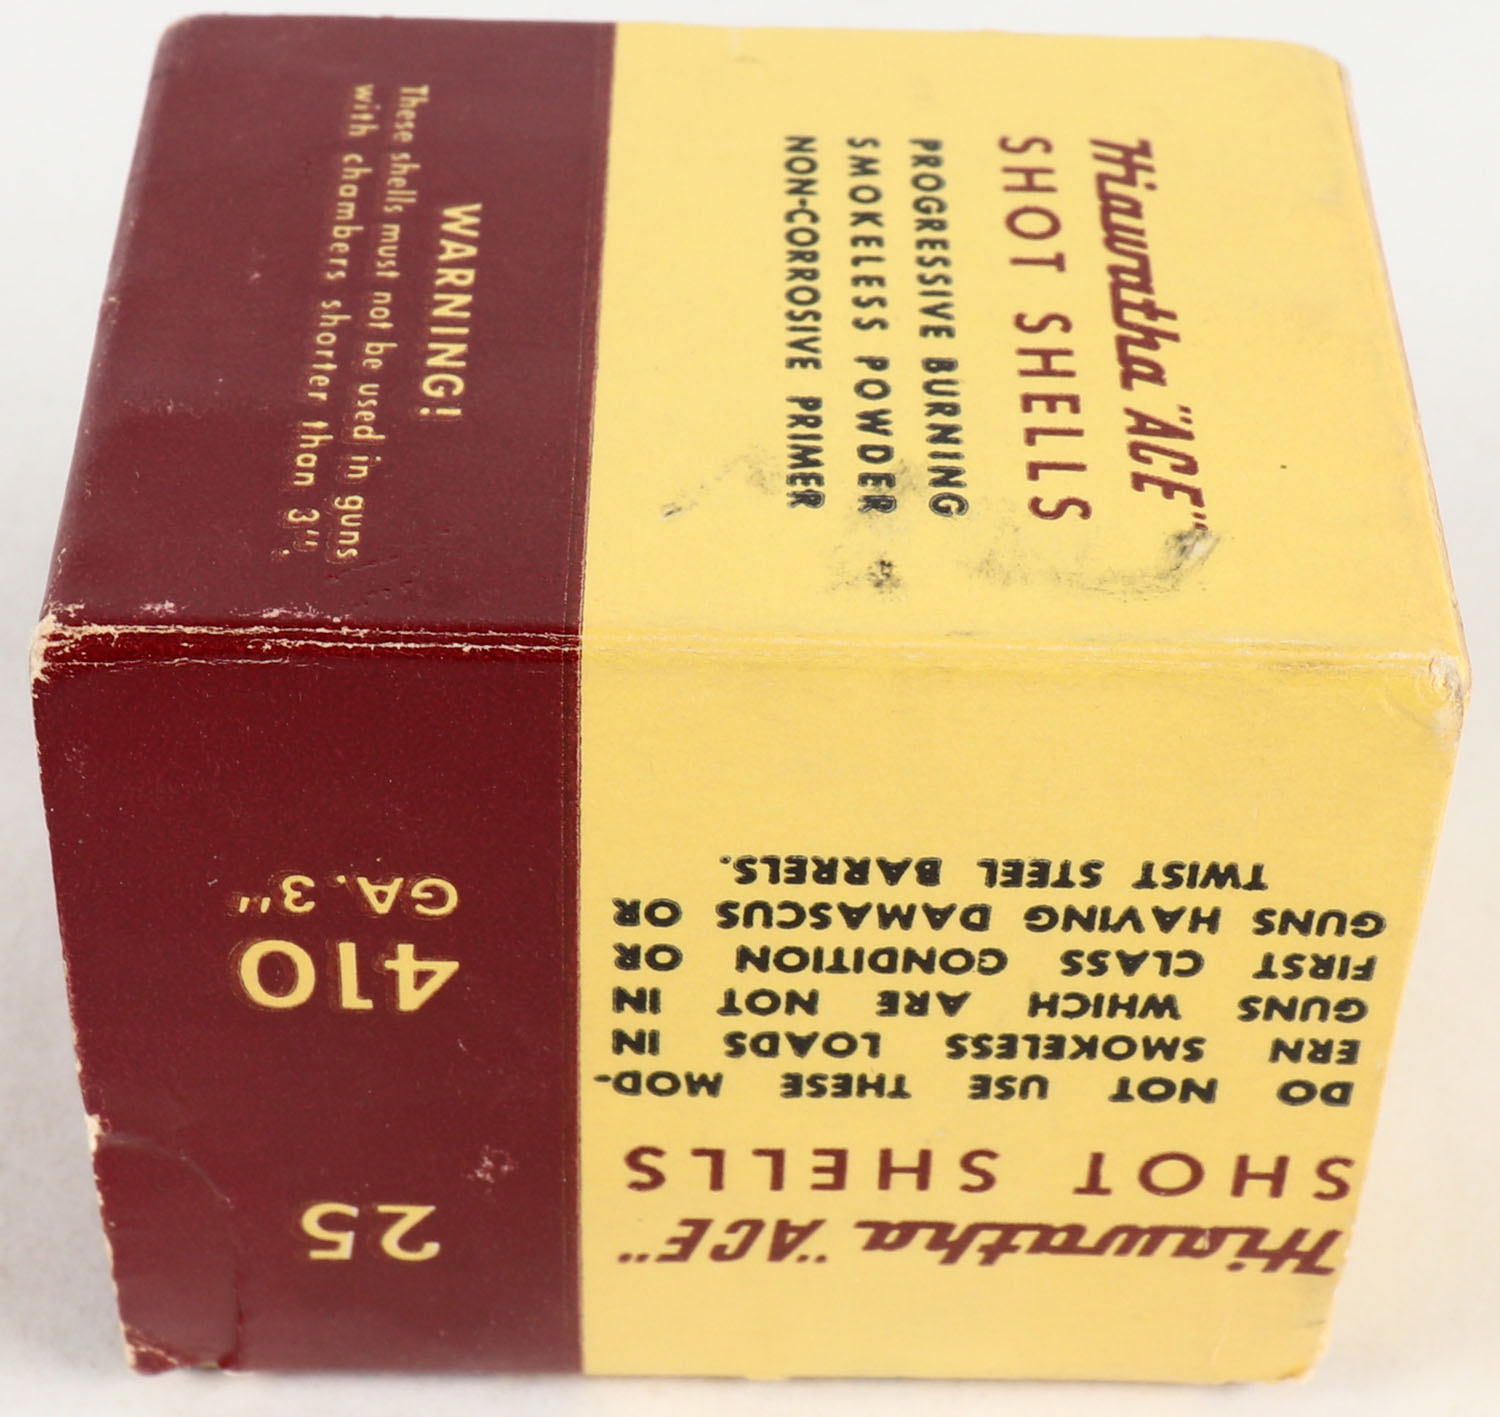 Hiawatha "ACE"
SHOT SHELLS
PROGRESSIVE BURNING
SMOKELESS POWDER
NON-CORROSIVE PRIMER
WARNING!
These shells must not be used in guns
with chambers shorter than 3".
Hiawatha "ACE"
SHOT SHELLS
DO NOT USE THESE MOD-
ERN SMOKELESS LOADS IN
GUNS WHICH ARE NOT IN
FIRST CLASS CONDITION OR
GUNS HAVING DAMASCUS OR
TWIST STEEL BARRELS.
25
410
GA. 3"